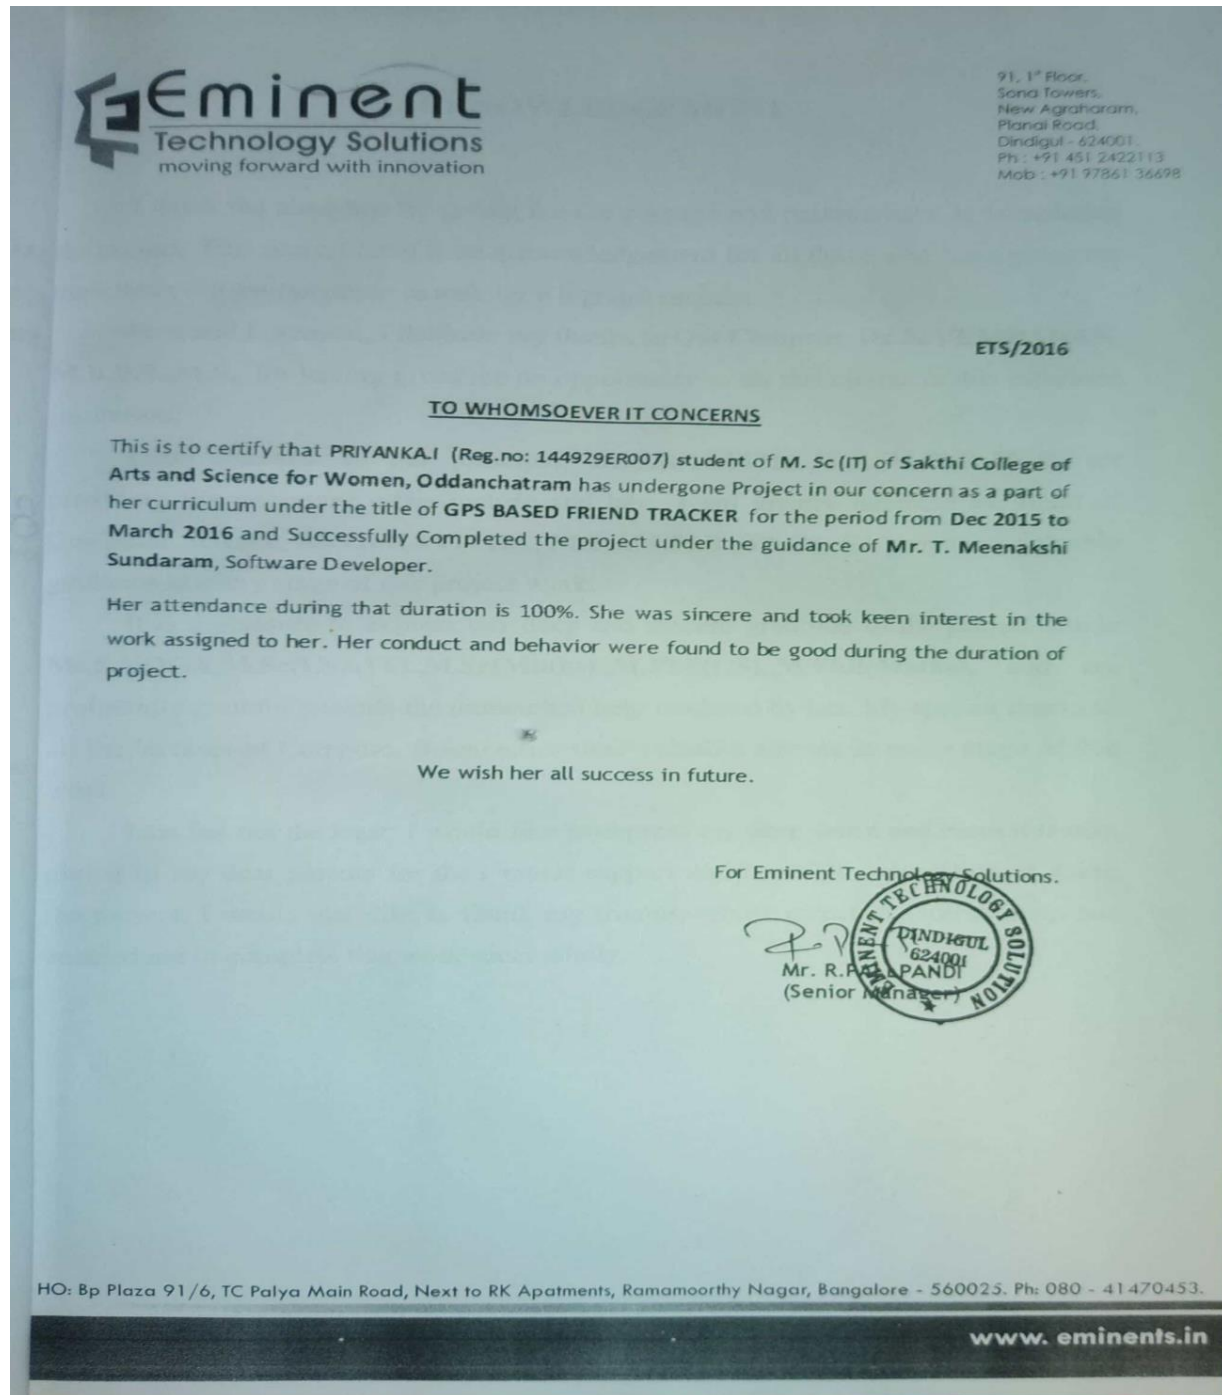 Eminent
Technology Solutions
moving forward with innovation
91, 1st Floor,
Sona Towers,
New Agraharam,
Planai Road,
Dindigul - 624001.
Ph : +91 451 2422113
Mob : +91 97861 36698
ETS/2016
TO WHOMSOEVER IT CONCERNS
This is to certify that PRIYANKA.I (Reg.no: 144929ER007) student of M. Sc (IT) of Sakthi College of
Arts and Science for Women, Oddanchatram has undergone Project in our concern as a part of
her curriculum under the title of GPS BASED FRIEND TRACKER for the period from Dec 2015 to
March 2016 and Successfully Completed the project under the guidance of Mr. T. Meenakshi
Sundaram, Software Developer.
Her attendance during that duration is 100%. She was sincere and took keen interest in the
work assigned to her. Her conduct and behavior were found to be good during the duration of
project.
We wish her all success in future.
For Eminent Technology Solutions.
EMINENT TECHNOLOGY SOLUTION
DINDIGUL
624001
Mr.
(Senior Manager)
HO: Bp Plaza 91/6, TC Palya Main Road, Next to RK Apatments, Ramamoorthy Nagar, Bangalore - 560025. Ph: 080 - 41470453.
www. eminents.in